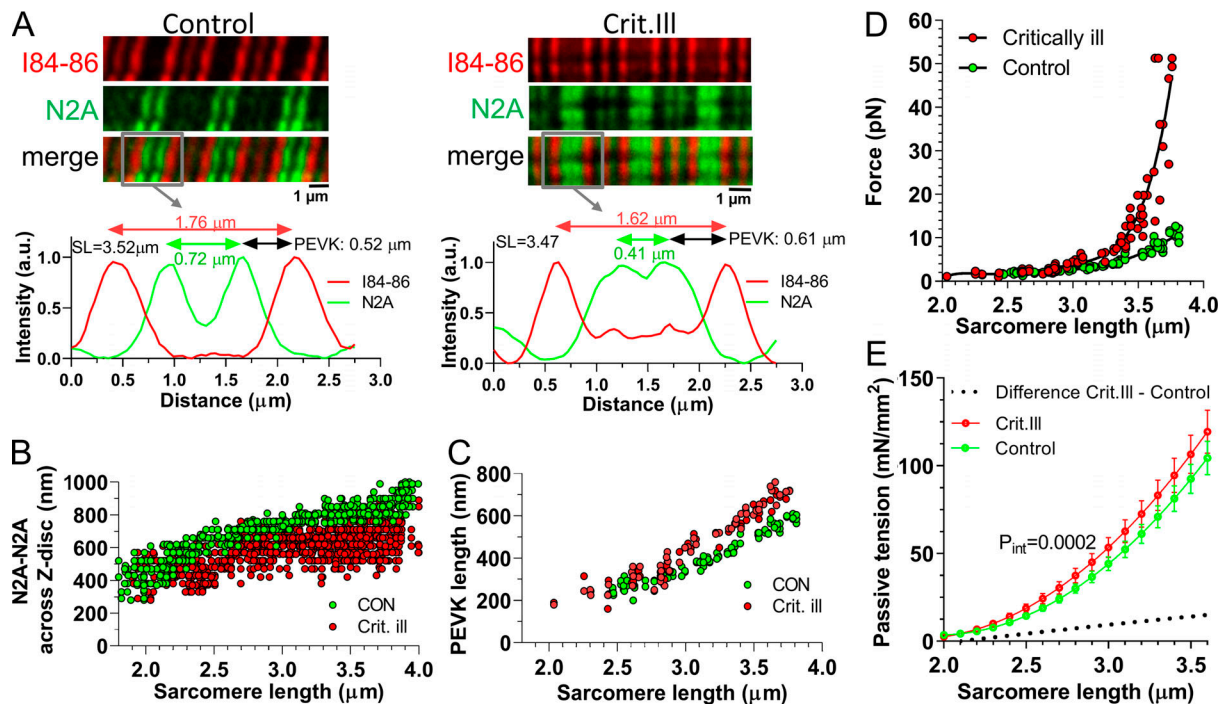 A
Control
I84-86
N2A
merge
1 μm
1.76 μm
SL=3.52μm
0.72 μm
PEVK: 0.52 μm
Intensity (a.u.)
1.0
0.5
0.0
I84-86
N2A
0.0 0.5 1.0 1.5 2.0 2.5 3.0
Distance (μm)
Crit.Ill
I84-86
N2A
merge
1 μm
1.62 μm
SL=3.47
0.41 μm
PEVK: 0.61 μm
Intensity (a.u.)
1.0
0.5
0.0
I84-86
N2A
0.0 0.5 1.0 1.5 2.0 2.5 3.0
Distance (μm)
B
N2A-N2A
across Z-disc (nm)
1000
800
600
400
200
0
CON
Crit. ill
2.0 2.5 3.0 3.5 4.0
Sarcomere length (μm)
C
PEVK length (nm)
800
600
400
200
0
CON
Crit. ill
2.0 2.5 3.0 3.5 4.0
Sarcomere length (μm)
D
Force (pN)
60
50
40
30
20
10
0
Critically ill
Control
2.0 2.5 3.0 3.5 4.0
Sarcomere length (μm)
E
Passive tension (mN/mm²)
150
100
50
0
Difference Crit.Ill - Control
Crit.Ill
Control
Pint=0.0002
2.0 2.5 3.0 3.5
Sarcomere length (μm)